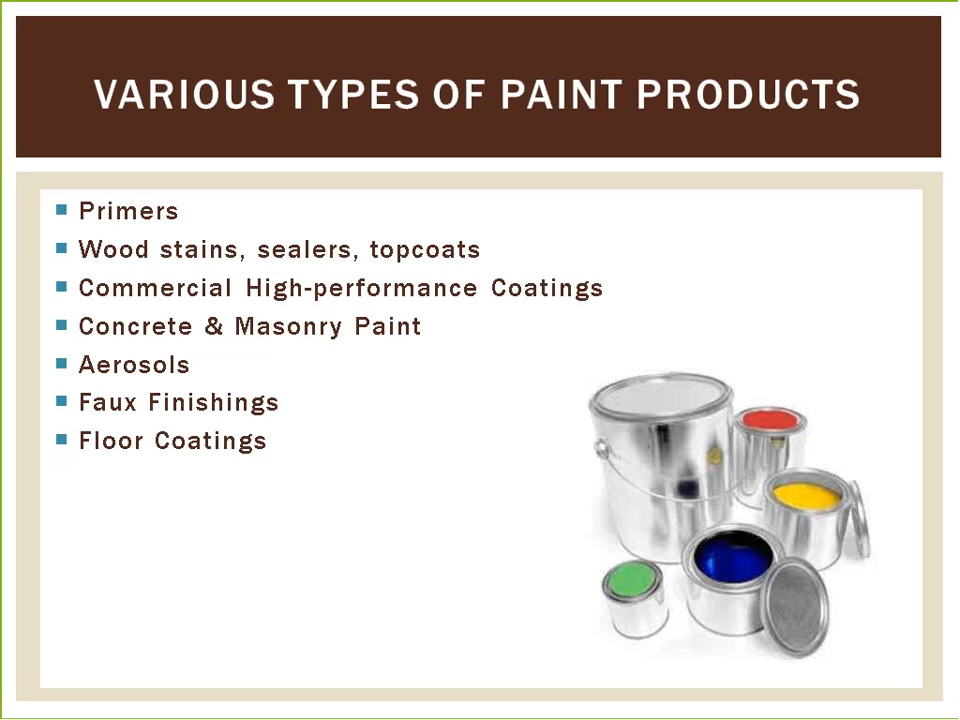 VARIOUS TYPES OF PAINT PRODUCTS
Primers
Wood stains, sealers, topcoats
Commercial High-performance Coatings
Concrete & Masonry Paint
Aerosols
Faux Finishings
Floor Coatings